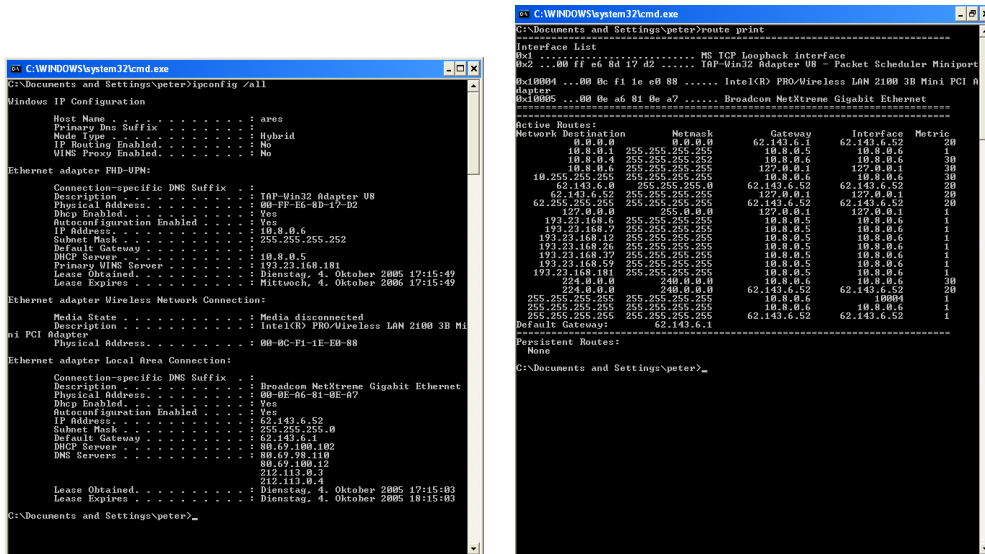 C:\WINDOWS\system32\cmd.exe
C:\Documents and Settings\peter>ipconfig /all
Windows IP Configuration
Host Name . . . . . . . . . . . . : ares
Primary Dns Suffix  . . . . . . . :
Node Type . . . . . . . . . . . . : Hybrid
IP Routing Enabled. . . . . . . . : No
WINS Proxy Enabled. . . . . . . . : No
Ethernet adapter FHD-VPN:
Connection-specific DNS Suffix  . :
Description . . . . . . . . . . . : TAP-Win32 Adapter V8
Physical Address. . . . . . . . . : 00-FF-E6-8D-17-D2
Dhcp Enabled. . . . . . . . . . . : Yes
Autoconfiguration Enabled . . . . : Yes
IP Address. . . . . . . . . . . . : 10.8.0.6
Subnet Mask . . . . . . . . . . . : 255.255.255.252
Default Gateway . . . . . . . . . :
DHCP Server . . . . . . . . . . . : 10.8.0.5
Primary WINS Server . . . . . . . : 193.23.168.181
Lease Obtained. . . . . . . . . . : Dienstag, 4. Oktober 2005 17:15:49
Lease Expires . . . . . . . . . . : Mittwoch, 4. Oktober 2006 17:15:49
Ethernet adapter Wireless Network Connection:
Media State . . . . . . . . . . . : Media disconnected
Description . . . . . . . . . . . : Intel(R) PRO/Wireless LAN 2100 3B Mi
ni PCI Adapter
Physical Address. . . . . . . . . : 00-0C-F1-1E-E0-88
Ethernet adapter Local Area Connection:
Connection-specific DNS Suffix  . :
Description . . . . . . . . . . . : Broadcom NetXtreme Gigabit Ethernet
Physical Address. . . . . . . . . : 00-0E-A6-81-0E-A7
Dhcp Enabled. . . . . . . . . . . : Yes
Autoconfiguration Enabled . . . . : Yes
IP Address. . . . . . . . . . . . : 62.143.6.52
Subnet Mask . . . . . . . . . . . : 255.255.255.0
Default Gateway . . . . . . . . . : 62.143.6.1
DHCP Server . . . . . . . . . . . : 80.69.100.102
DNS Servers . . . . . . . . . . . : 80.69.98.110
80.69.100.12
212.113.0.3
212.113.0.4
Lease Obtained. . . . . . . . . . : Dienstag, 4. Oktober 2005 17:15:03
Lease Expires . . . . . . . . . . : Dienstag, 4. Oktober 2005 18:15:03
C:\Documents and Settings\peter>_
C:\WINDOWS\system32\cmd.exe
C:\Documents and Settings\peter>route print
===========================================================================
Interface List
0x1 ........................... MS TCP Loopback interface
0x2 ...00 ff e6 8d 17 d2 ...... TAP-Win32 Adapter V8 - Packet Scheduler Miniport
0x10004 ...00 0c f1 1e e0 88 ...... Intel(R) PRO/Wireless LAN 2100 3B Mini PCI A
dapter
0x10005 ...00 0e a6 81 0e a7 ...... Broadcom NetXtreme Gigabit Ethernet
===========================================================================
===========================================================================
Active Routes:
Network Destination Netmask Gateway Interface Metric
0.0.0.0 0.0.0.0 62.143.6.1 62.143.6.52 20
10.8.0.1 255.255.255.255 10.8.0.5 10.8.0.6 1
10.8.0.4 255.255.255.252 10.8.0.6 10.8.0.6 30
10.8.0.6 255.255.255.255 127.0.0.1 127.0.0.1 30
10.255.255.255 255.255.255.255 10.8.0.6 10.8.0.6 30
62.143.6.0 255.255.255.0 62.143.6.52 62.143.6.52 20
62.143.6.52 255.255.255.255 127.0.0.1 127.0.0.1 20
62.255.255.255 255.255.255.255 62.143.6.52 62.143.6.52 20
127.0.0.0 255.0.0.0 127.0.0.1 127.0.0.1 1
193.23.168.6 255.255.255.255 10.8.0.5 10.8.0.6 1
193.23.168.7 255.255.255.255 10.8.0.5 10.8.0.6 1
193.23.168.12 255.255.255.255 10.8.0.5 10.8.0.6 1
193.23.168.26 255.255.255.255 10.8.0.5 10.8.0.6 1
193.23.168.37 255.255.255.255 10.8.0.5 10.8.0.6 1
193.23.168.59 255.255.255.255 10.8.0.5 10.8.0.6 1
193.23.168.181 255.255.255.255 10.8.0.5 10.8.0.6 1
224.0.0.0 240.0.0.0 10.8.0.6 10.8.0.6 30
224.0.0.0 240.0.0.0 62.143.6.52 62.143.6.52 20
255.255.255.255 255.255.255.255 10.8.0.6 10004 1
255.255.255.255 255.255.255.255 10.8.0.6 10.8.0.6 1
255.255.255.255 255.255.255.255 62.143.6.52 62.143.6.52 1
Default Gateway: 62.143.6.1
===========================================================================
Persistent Routes:
None
C:\Documents and Settings\peter>_